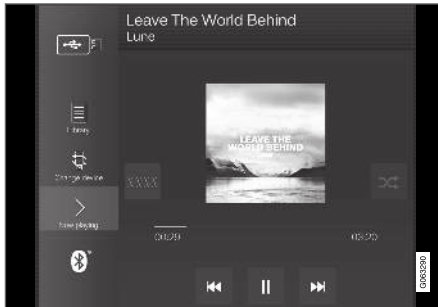 Leave The World Behind
Lune
Library
Change device
Now playing
LEAVE THE
WORLD BEHIND
00:29
03:20
G063290